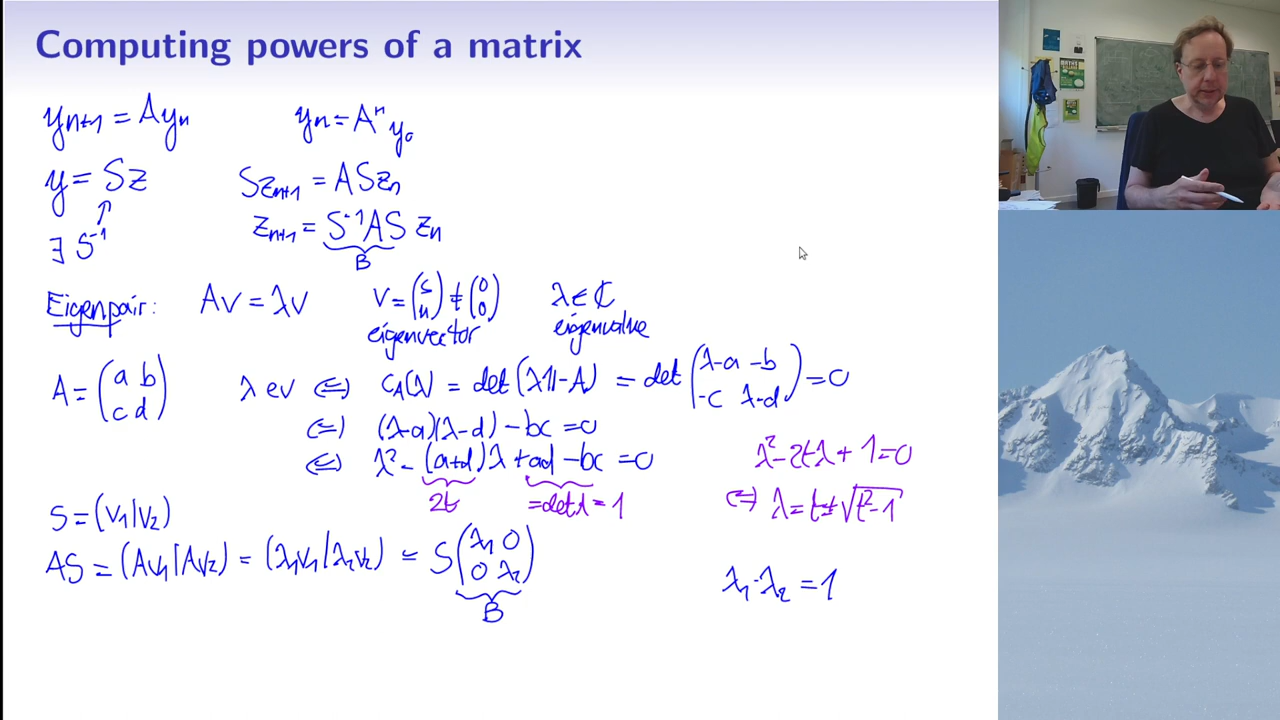 Computing powers of a matrix
yₙ₊₁ = Ayₙ yₙ = Aⁿy₀
y = Sz Szₙ₊₁ = ASzₙ
↑ zₙ₊₁ = S⁻¹AS zₙ
∃ S⁻¹ B
Eigenpair: Av = λv v = (s u) ≠ (0 0) λ ∈ ℂ
eigenvector eigenvalue
A = (a b c d) λ ev ⇔ c_A(λ) = det(λ𝟙 - A) = det(λ-a -b -c λ-d) = 0
⇔ (λ-a)(λ-d) - bc = 0
⇔ λ² - (a+d)λ + ad - bc = 0
2t = det A = 1
λ² - 2tλ + 1 = 0
⇔ λ = t ± √t²-1
S = (v₁|v₂)
AS = (Av₁|Av₂) = (λ₁v₁|λ₂v₂) = S(λ₁ 0 0 λ₂)
B
λ₁·λ₂ = 1